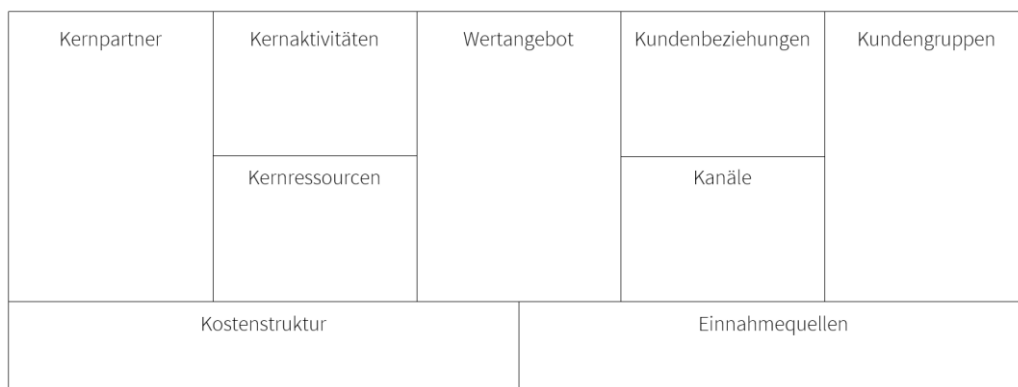 Kernpartner
Kernaktivitäten
Wertangebot
Kundenbeziehungen
Kundengruppen
Kernressourcen
Kanäle
Kostenstruktur
Einnahmequellen